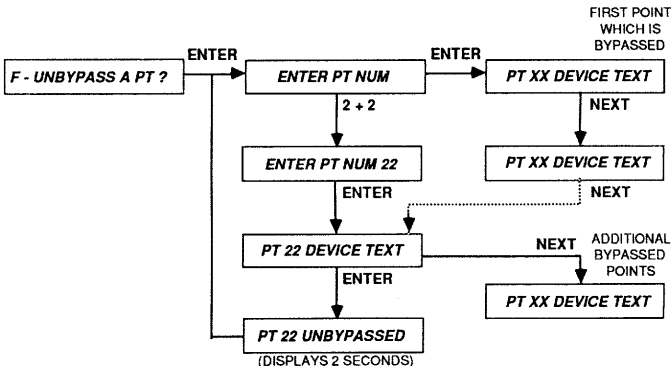 FIRST POINT
WHICH IS
BYPASSED
ENTER
ENTER
F - UNBYPASS A PT ?
ENTER PT NUM
PT XX DEVICE TEXT
2 + 2
NEXT
ENTER PT NUM 22
PT XX DEVICE TEXT
ENTER
NEXT
PT 22 DEVICE TEXT
NEXT
ADDITIONAL
BYPASSED
POINTS
ENTER
PT XX DEVICE TEXT
PT 22 UNBYPASSED
(DISPLAYS 2 SECONDS)